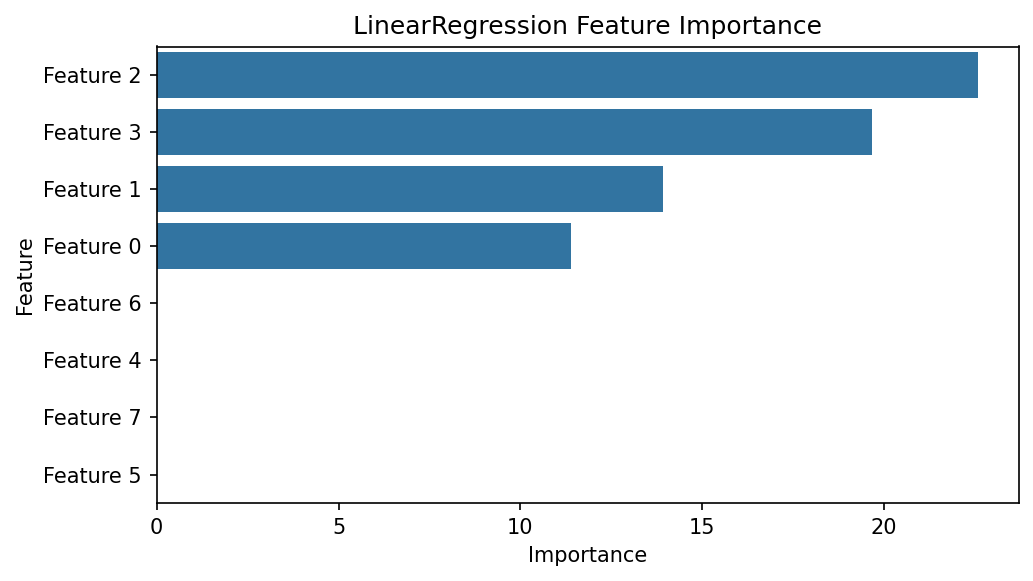 LinearRegression Feature Importance
Feature 2
Feature 3
Feature 1
Feature 0
Feature 6
Feature 4
Feature 7
Feature 5
Feature
0 5 10 15 20
Importance